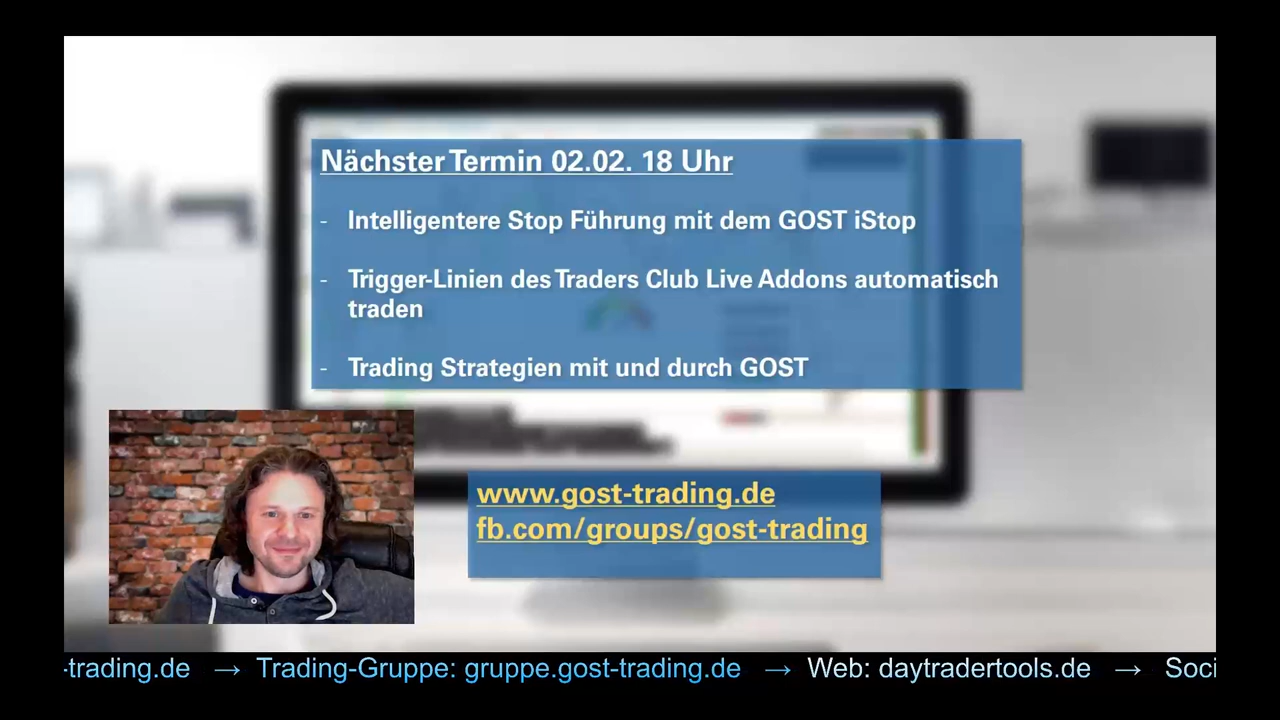 Nächster Termin 02.02. 18 Uhr
- Intelligentere Stop Führung mit dem GOST iStop
- Trigger-Linien des Traders Club Live Addons automatisch
traden
- Trading Strategien mit und durch GOST
www.gost-trading.de
fb.com/groups/gost-trading
-trading.de → Trading-Gruppe: gruppe.gost-trading.de → Web: daytradertools.de → Soci